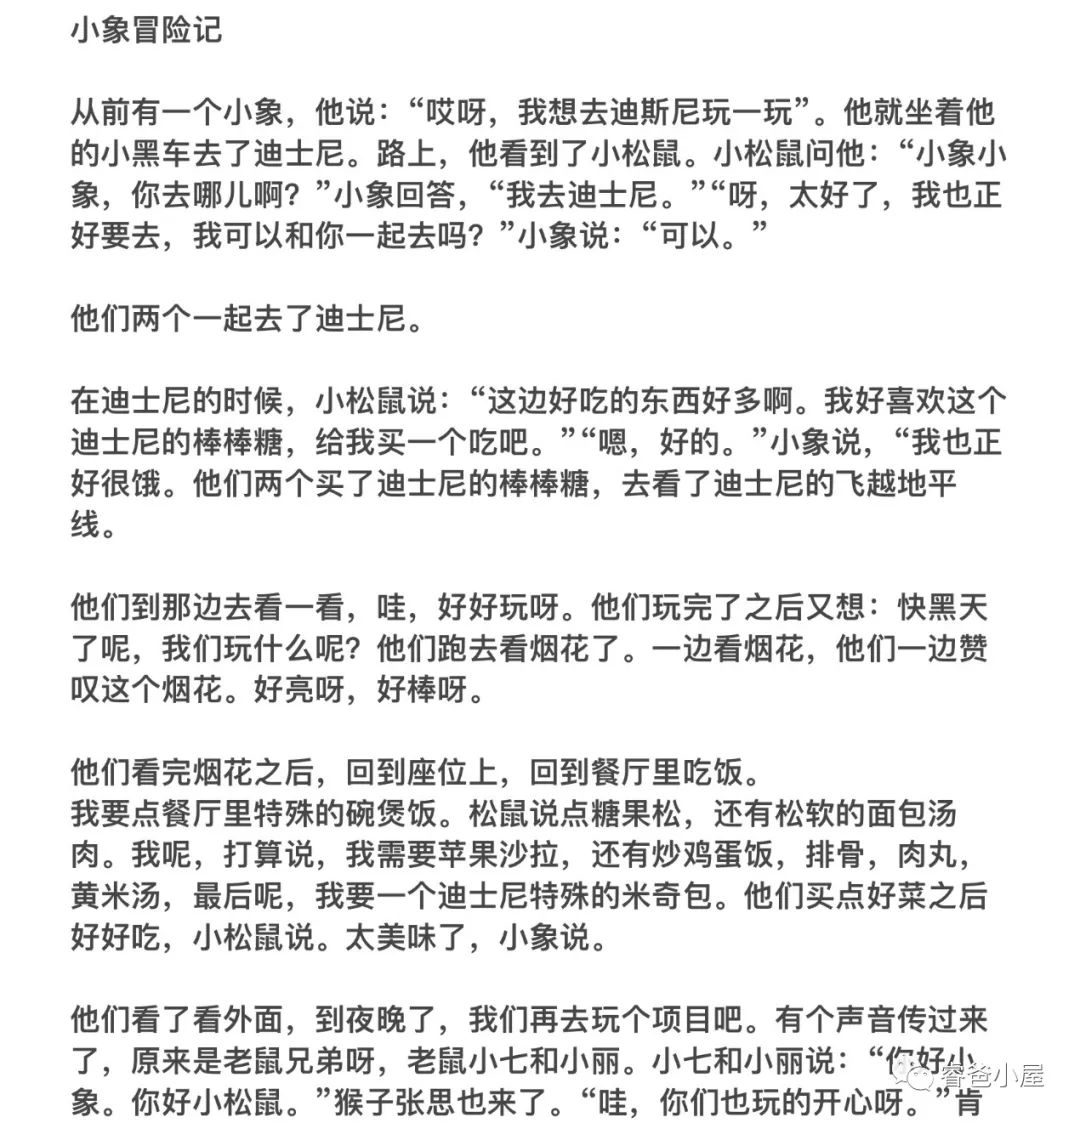 小象冒险记
从前有一个小象，他说：“哎呀，我想去迪斯尼玩一玩”。他就坐着他
的小黑车去了迪士尼。路上，他看到了小松鼠。小松鼠问他：“小象小
象，你去哪儿啊？”小象回答，“我去迪士尼。”“呀，太好了，我也正
好要去，我可以和你一起去吗？”小象说：“可以。”
他们两个一起去了迪士尼。
在迪士尼的时候，小松鼠说：“这边好吃的东西好多啊。我好喜欢这个
迪士尼的棒棒糖，给我买一个吃吧。”“嗯，好的。”小象说，“我也正
好很饿。他们两个买了迪士尼的棒棒糖，去看了迪士尼的飞越地平
线。
他们到那边去看一看，哇，好好玩呀。他们玩完了之后又想：快黑天
了呢，我们玩什么呢？他们跑去看烟花了。一边看烟花，他们一边赞
叹这个烟花。好亮呀，好棒呀。
他们看完烟花之后，回到座位上，回到餐厅里吃饭。
我要点餐厅里特殊的碗煲饭。松鼠说点糖果松，还有松软的面包汤
肉。我呢，打算说，我需要苹果沙拉，还有炒鸡蛋饭，排骨，肉丸，
黄米汤，最后呢，我要一个迪士尼特殊的米奇包。他们买点好菜之后
好好吃，小松鼠说。太美味了，小象说。
他们看了看外面，到夜晚了，我们再去玩个项目吧。有个声音传过来
了，原来是老鼠兄弟呀，老鼠小七和小丽。小七和小丽说：“你好小
象。你好小松鼠。”猴子张思也来了。“哇，你们也玩的开心呀。”肯
睿爸小屋